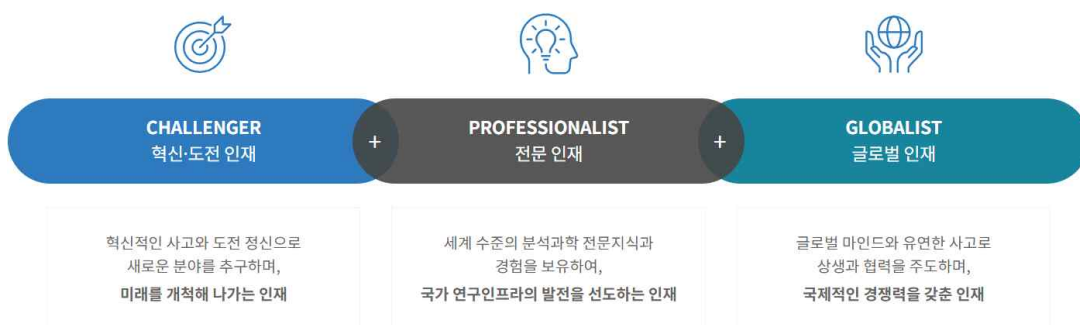 CHALLENGER
혁신·도전 인재
+
PROFESSIONALIST
전문 인재
+
GLOBALIST
글로벌 인재
혁신적인 사고와 도전 정신으로
새로운 분야를 추구하며,
미래를 개척해 나가는 인재
세계 수준의 분석과학 전문지식과
경험을 보유하여,
국가 연구인프라의 발전을 선도하는 인재
글로벌 마인드와 유연한 사고로
상생과 협력을 주도하며,
국제적인 경쟁력을 갖춘 인재